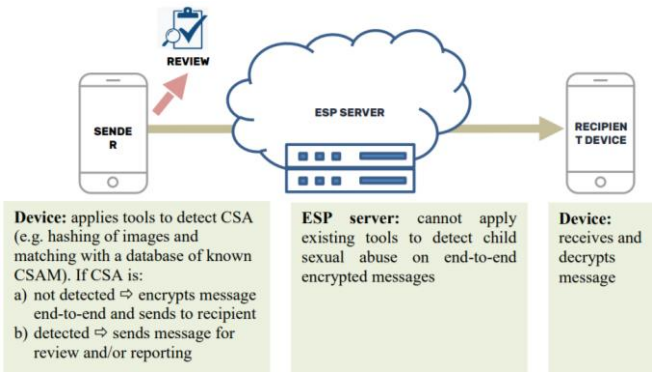 REVIEW
ESP SERVER
SENDE
R
RECIPIEN
T DEVICE
Device: applies tools to detect CSA
(e.g. hashing of images and
matching with a database of known
CSAM). If CSA is:
a) not detected ⇨ encrypts message
end-to-end and sends to recipient
b) detected ⇨ sends message for
review and/or reporting
ESP server: cannot apply
existing tools to detect child
sexual abuse on end-to-end
encrypted messages
Device:
receives and
decrypts
message